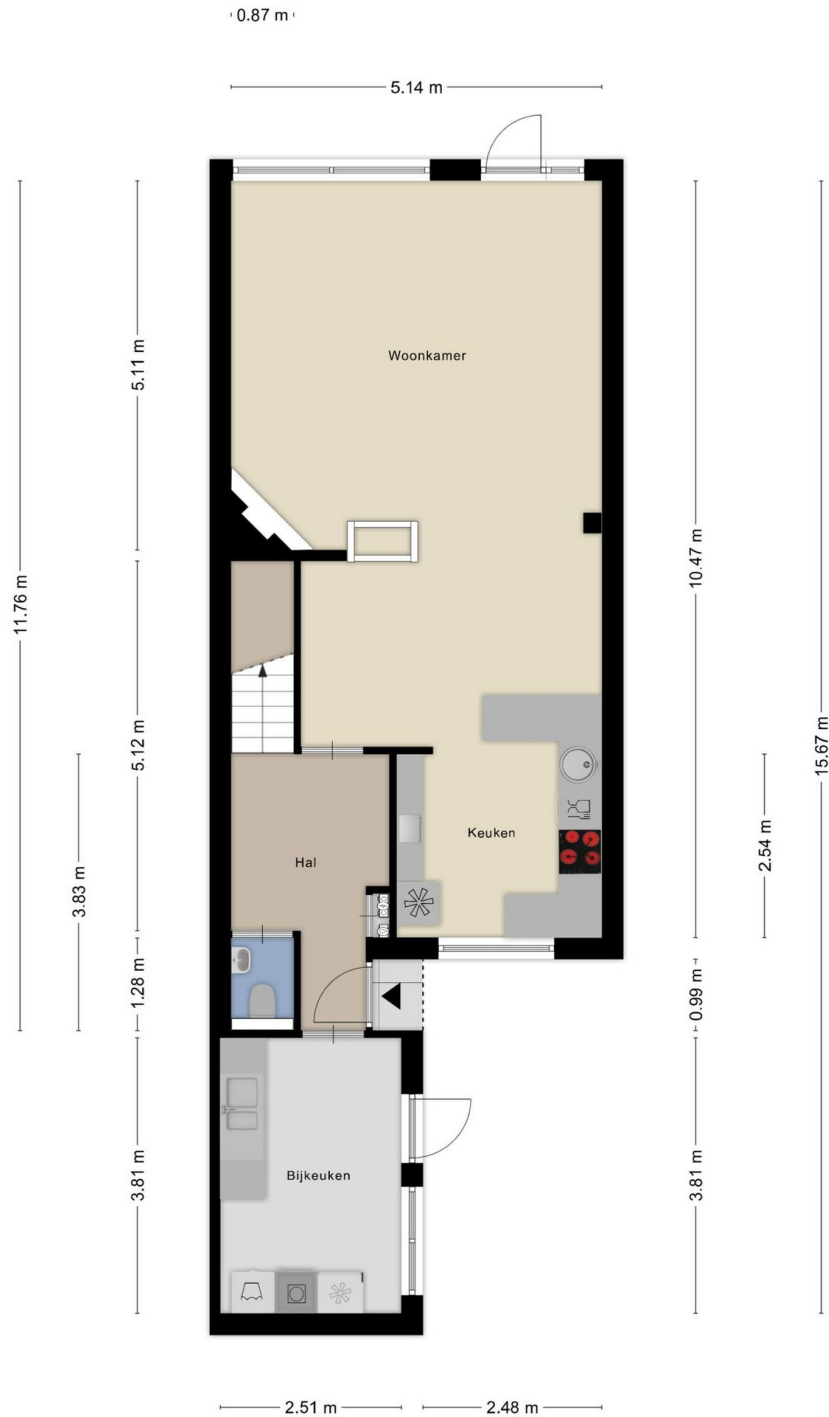 0.87 m
5.14 m
Woonkamer
5.11 m
10.47 m
11.76 m
15.67 m
5.12 m
Keuken
2.54 m
Hal
3.83 m
1.28 m
0.99 m
Bijkeuken
3.81 m
3.81 m
2.51 m
2.48 m